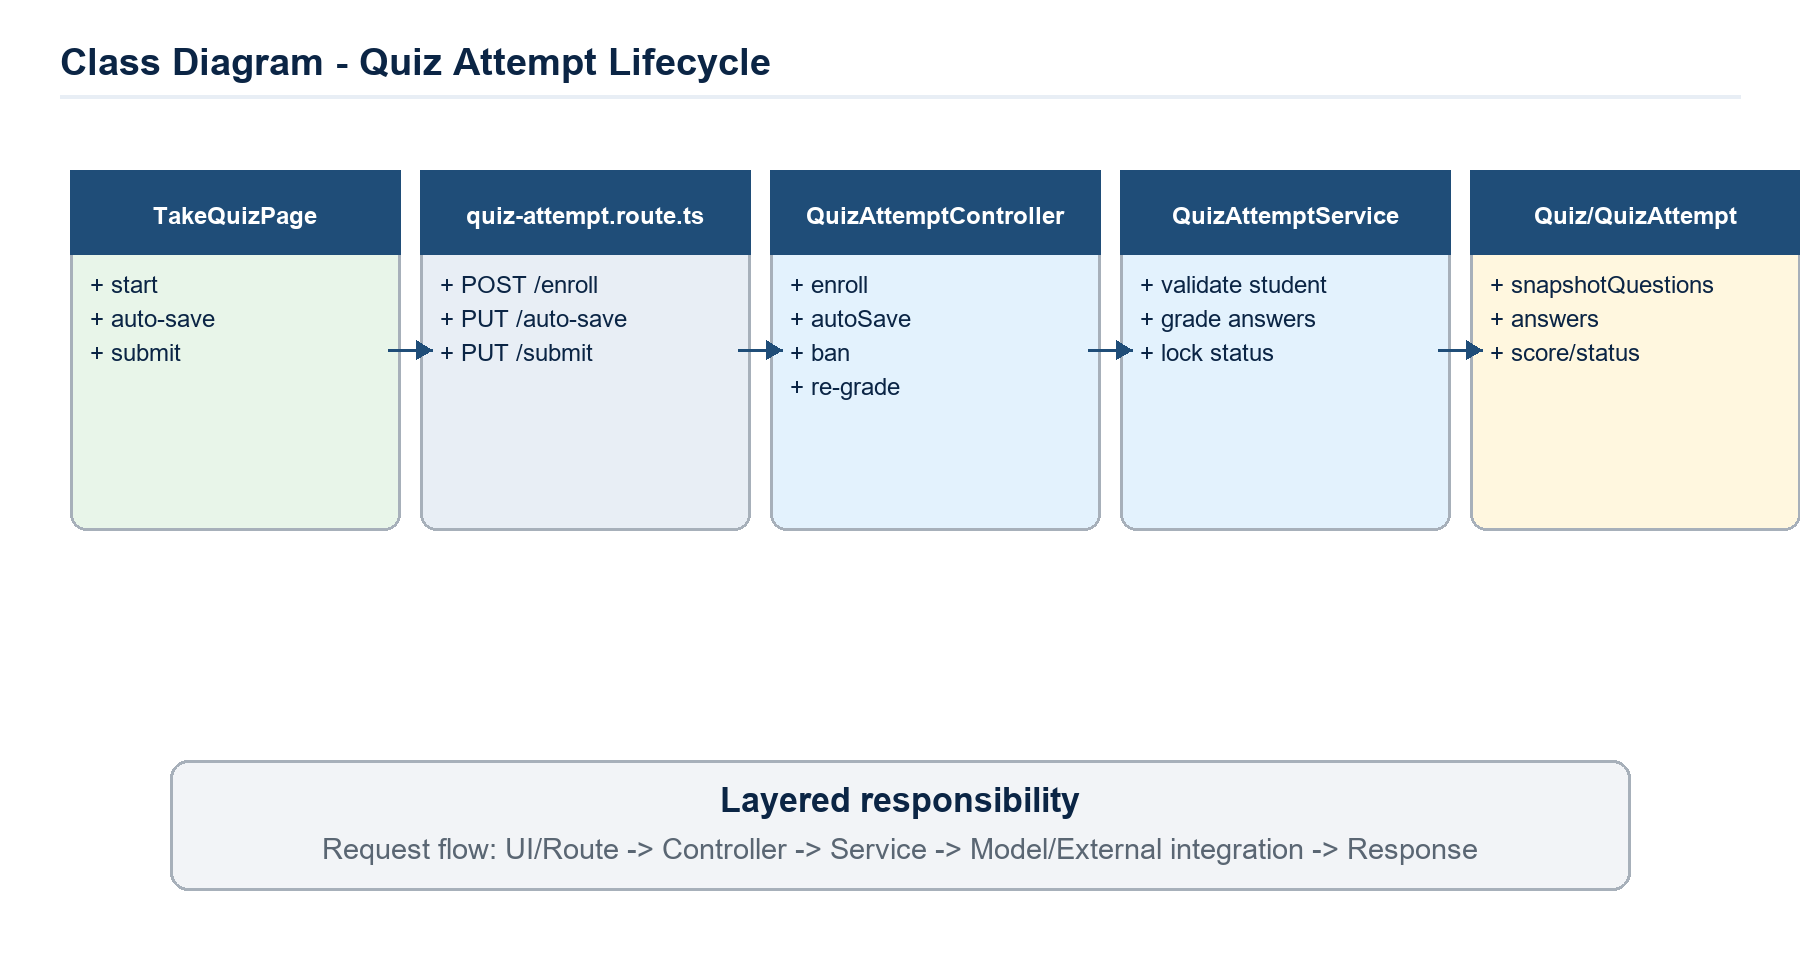 Class Diagram - Quiz Attempt Lifecycle
TakeQuizPage
+ start
+ auto-save
+ submit
quiz-attempt.route.ts
+ POST /enroll
+ PUT /auto-save
+ PUT /submit
QuizAttemptController
+ enroll
+ autoSave
+ ban
+ re-grade
QuizAttemptService
+ validate student
+ grade answers
+ lock status
Quiz/QuizAttempt
+ snapshotQuestions
+ answers
+ score/status
Layered responsibility
Request flow: UI/Route -> Controller -> Service -> Model/External integration -> Response